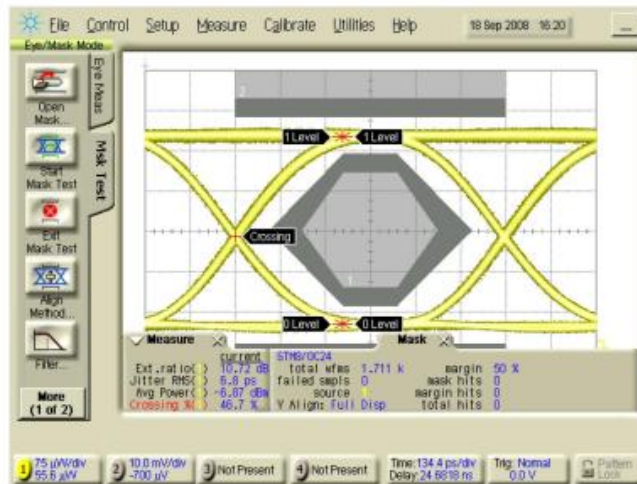 File Control Setup Measure Calibrate Utilities Help 18 Sep 2008 16:20
Eye/Mask Mode
Eye Meas
Msk Test
Open
Mask...
Start
Mask Test
Exit
Mask Test
Align
Method...
Filter...
More
(1 of 2)
2
1 Level 1 Level
Crossing
1
0 Level 0 Level
Measure
current
Ext.ratio( ) 10.72 dB
Jitter RMS( ) 6.8 ps
Avg Power( ) -6.87 dBm
Crossing %( ) 46.7 %
Mask
STM8/OC24
total wfms 1.711 k margin 50 %
failed smpls 0 mask hits 0
source margin hits 0
Y Align: Full Disp total hits 0
1 75 µW/div
55.6 µW
2 10.0 mV/div
-700 µV
3 Not Present
4 Not Present
Time:134.4 ps/div
Delay:24.6818 ns
Trig: Normal
0.0 V
Pattern
Lock